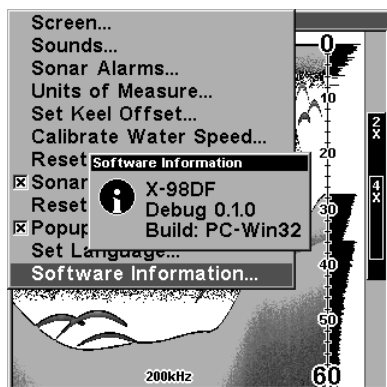 Screen...
Sounds...
Sonar Alarms...
Units of Measure...
Set Keel Offset...
Calibrate Water Speed...
Reset
Sonar
Reset
Popup
Set Language...
Software Information...
Software Information
X-98DF
Debug 0.1.0
Build: PC-Win32
0
10
20
30
40
50
60
2X
4X
200kHz